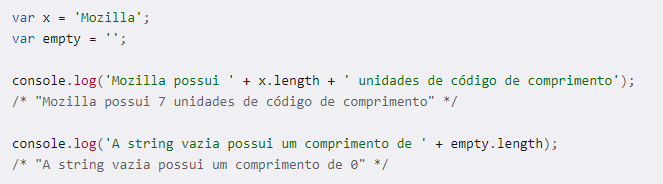 var x = 'Mozilla';
var empty = '';
console.log('Mozilla possui ' + x.length + ' unidades de código de comprimento');
/* "Mozilla possui 7 unidades de código de comprimento" */
console.log('A string vazia possui um comprimento de ' + empty.length);
/* "A string vazia possui um comprimento de 0" */